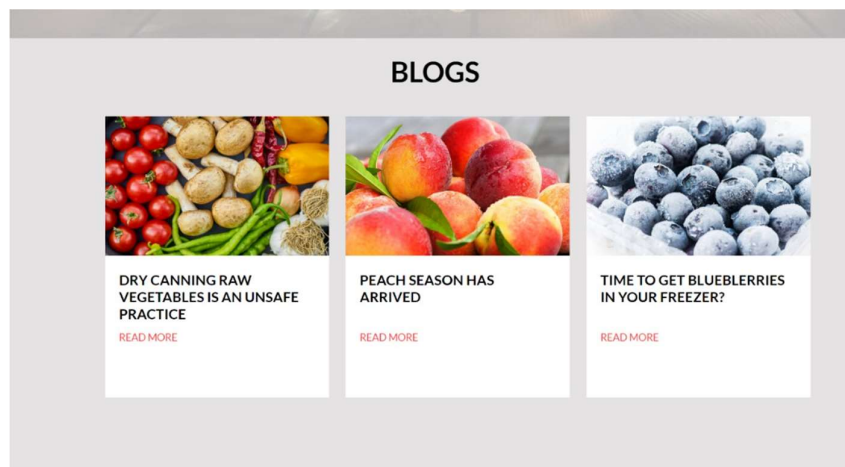 BLOGS
DRY CANNING RAW
VEGETABLES IS AN UNSAFE
PRACTICE
READ MORE
PEACH SEASON HAS
ARRIVED
READ MORE
TIME TO GET BLUEBLERRIES
IN YOUR FREEZER?
READ MORE